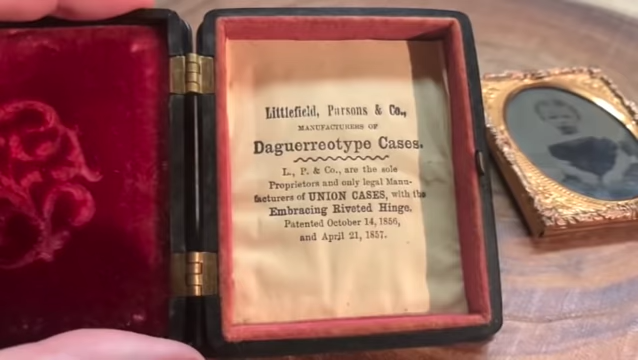 Littlefield, Parsons & Co.,
MANUFACTURERS OF
Daguerreotype Cases.
L., P. & Co., are the sole
Proprietors and only legal Manu-
facturers of UNION CASES, with the
Embracing Riveted Hinge.
Patented October 14, 1856,
and April 21, 1857.